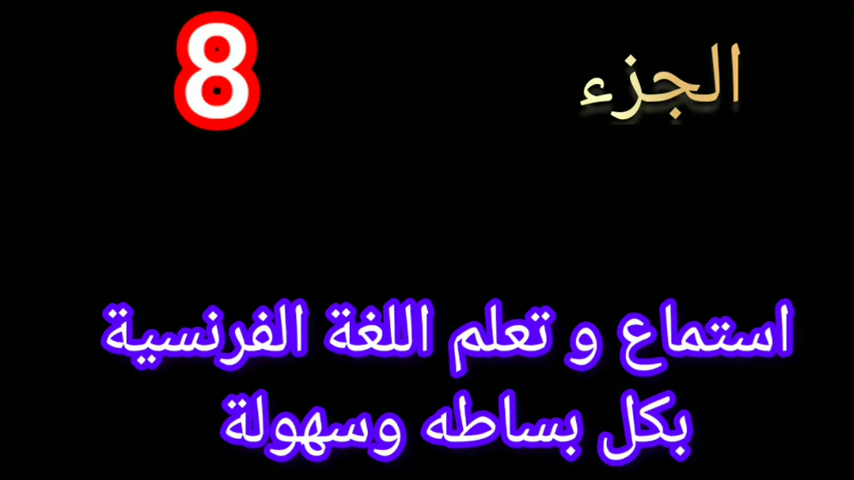 الجزء 8
استماع و تعلم اللغة الفرنسية
بكل بساطه وسهولة